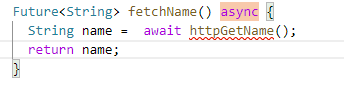 Future<String> fetchName() async {
  String name =  await httpGetName();
  return name;
}